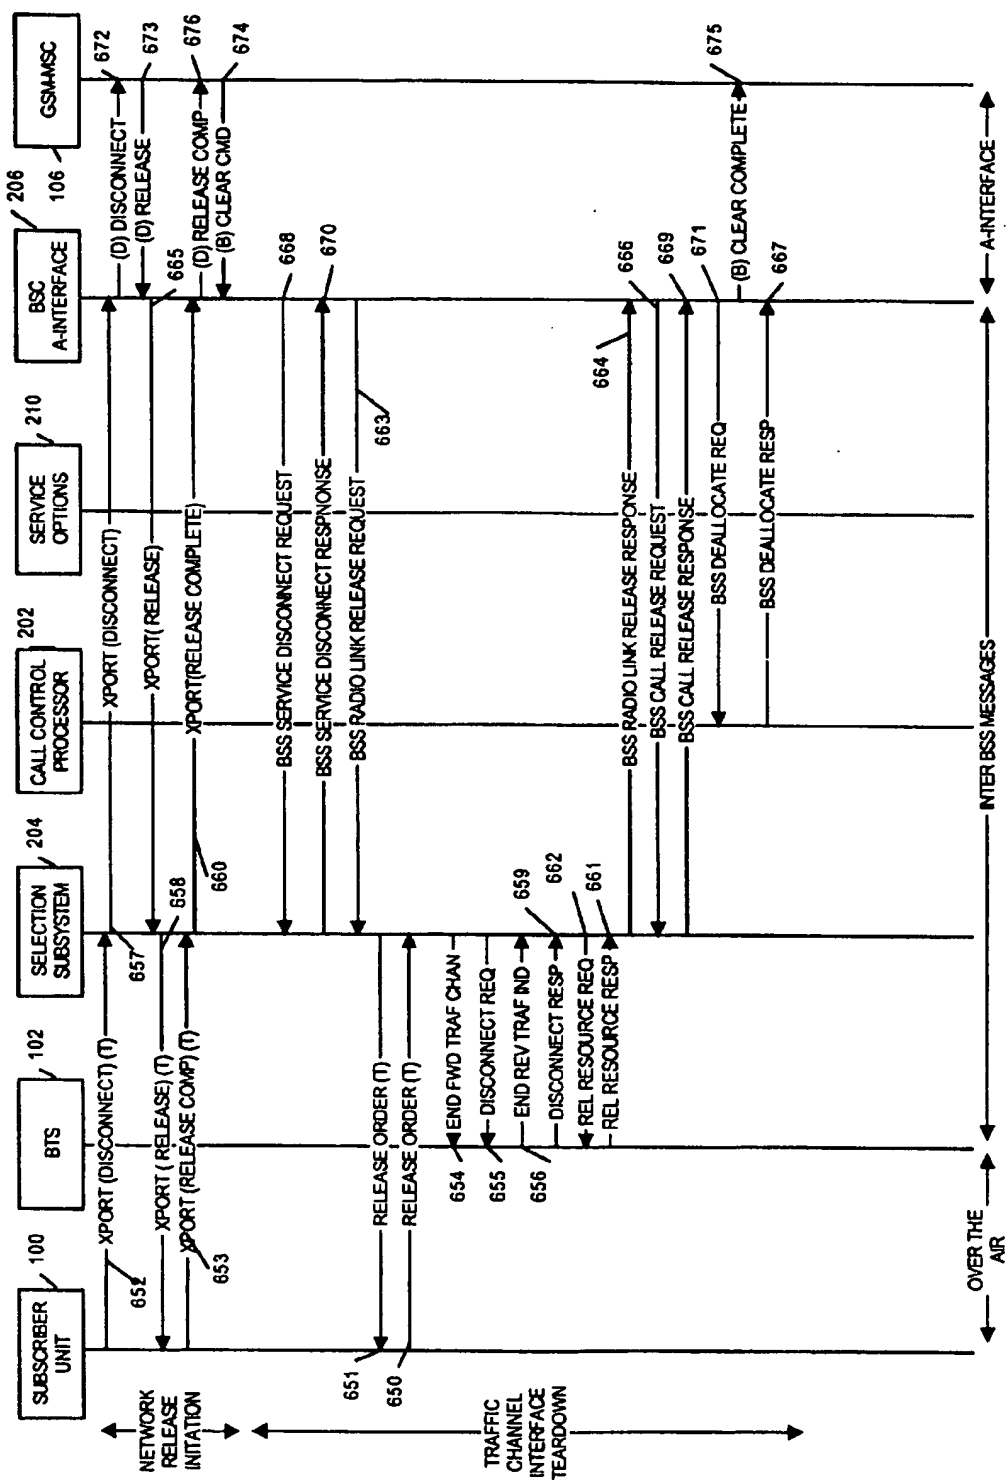 SUBSCRIBER
UNIT
100
BTS
102
SELECTION
SUBSYSTEM
204
CALL CONTROL
PROCESSOR
202
SERVICE
OPTIONS
210
BSC
A-INTERFACE
206
GSM-MSC
106
NETWORK
RELEASE
INITATION
XPORT (DISCONNECT) (T)
652
657
XPORT (DISCONNECT)
(D) DISCONNECT
672
(D) RELEASE
673
XPORT( RELEASE)
665
XPORT ( RELEASE) (T)
658
XPORT (RELEASE COMP) (T)
653
XPORT(RELEASE COMPLETE)
660
(D) RELEASE COMP
676
(B) CLEAR CMD
674
TRAFFIC
CHANNEL
INTERFACE
TEARDOWN
BSS SERVICE DISCONNECT REQUEST
668
BSS SERVICE DISCONNECT RESPNONSE
670
BSS RADIO LINK RELEASE REQUEST
663
RELEASE ORDER (T)
651
RELEASE ORDER (T)
650
END FWD TRAF CHAN
654
DISCONNECT REQ
655
END REV TRAF IND
656
DISCONNECT RESP
659
REL RESOURCE REQ
662
REL RESOURCE RESP
661
BSS RADIO LINK RELEASE RESPONSE
664
BSS CALL RELEASE REQUEST
666
BSS CALL RELEASE RESPONSE
669
BSS DEALLOCATE REQ
671
(B) CLEAR COMPLETE
675
BSS DEALLOCATE RESP
667
OVER THE
AIR
INTER BSS MESSAGES
A-INTERFACE